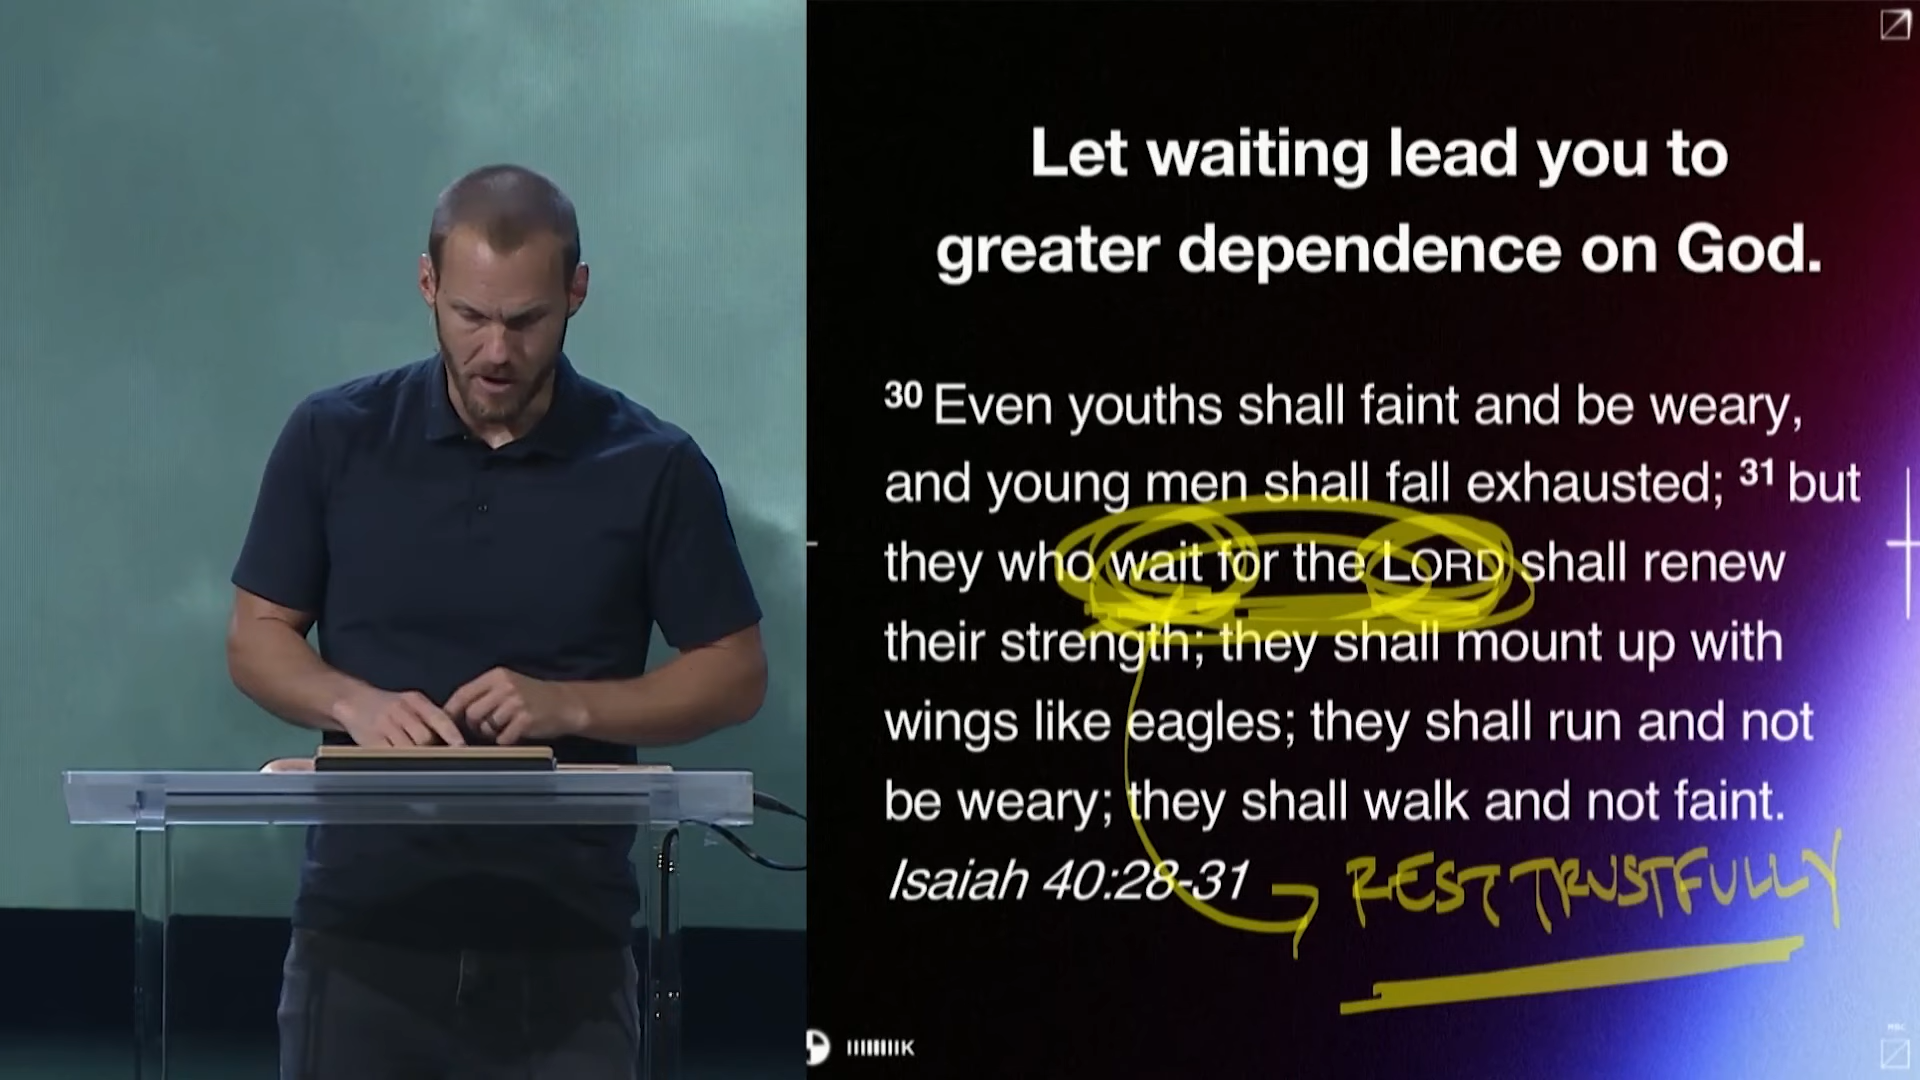 Let waiting lead you to
greater dependence on God.
30 Even youths shall faint and be weary,
and young men shall fall exhausted; 31 but
they who wait for the LORD shall renew
their strength; they shall mount up with
wings like eagles; they shall run and not
be weary; they shall walk and not faint.
Isaiah 40:28-31
REST TRUSTFULLY
K